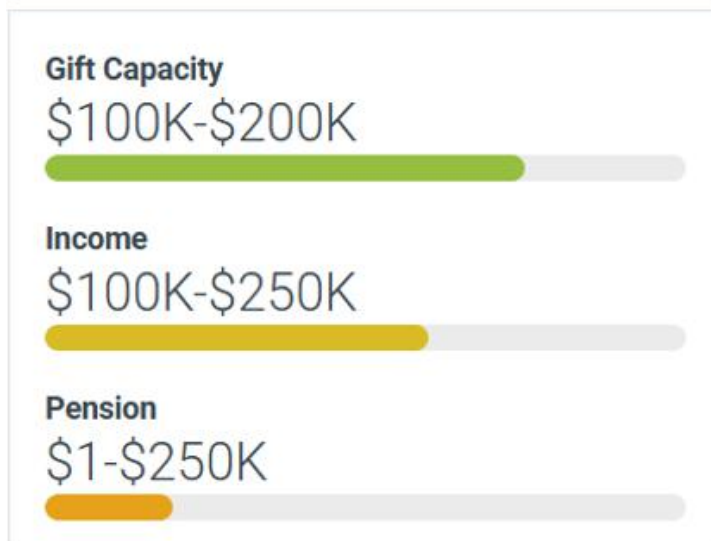 Gift Capacity
$100K-$200K
Income
$100K-$250K
Pension
$1-$250K